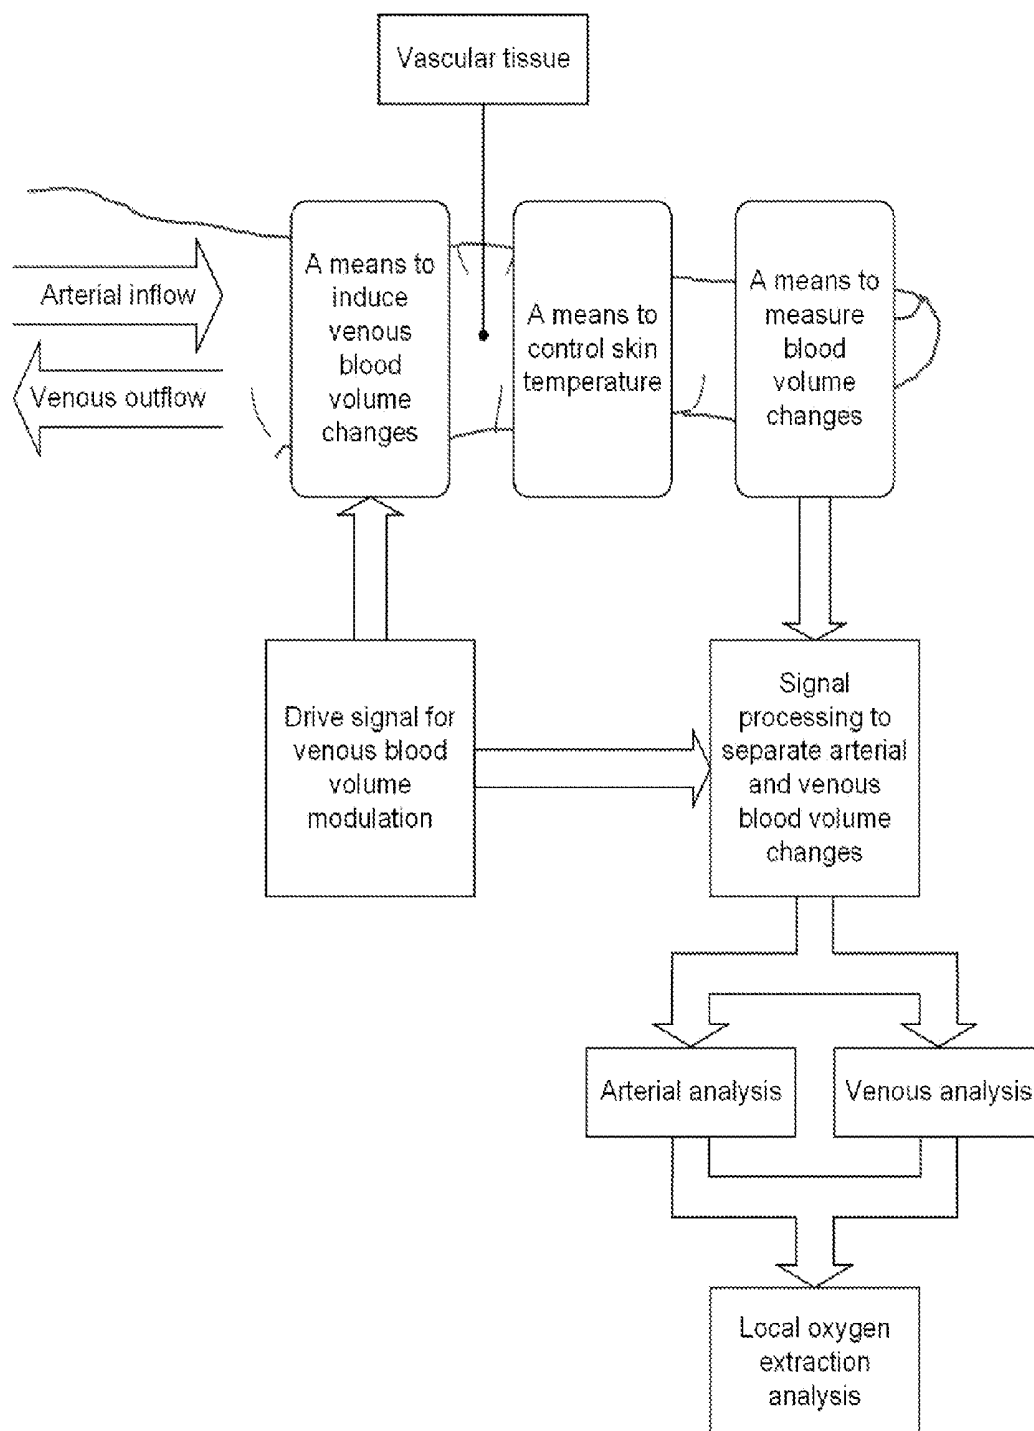 Vascular tissue
Arterial inflow
Venous outflow
A means to
induce
venous
blood
volume
changes
A means to
control skin
temperature
A means to
measure
blood
volume
changes
Drive signal for
venous blood
volume
modulation
Signal
processing to
separate arterial
and venous
blood volume
changes
Arterial analysis
Venous analysis
Local oxygen
extraction
analysis